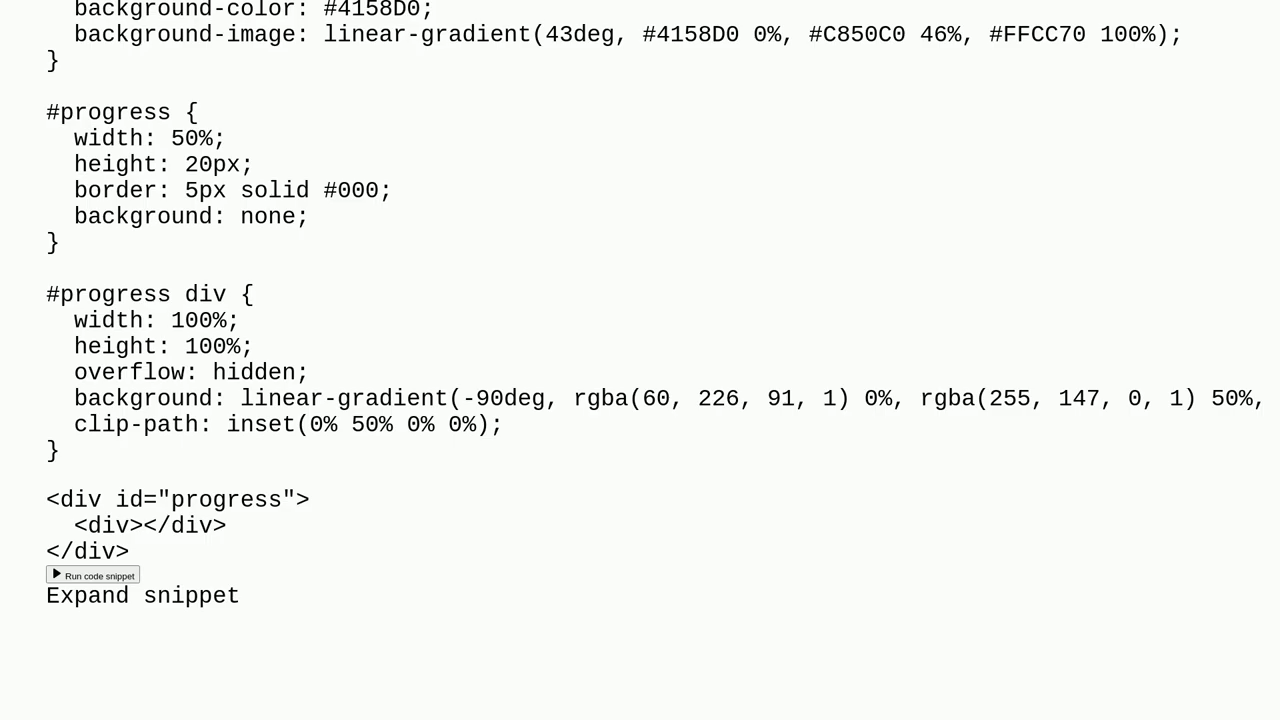 background-color: #4158D0;
background-image: linear-gradient(43deg, #4158D0 0%, #C850C0 46%, #FFCC70 100%);
}
#progress {
width: 50%;
height: 20px;
border: 5px solid #000;
background: none;
}
#progress div {
width: 100%;
height: 100%;
overflow: hidden;
background: linear-gradient(-90deg, rgba(60, 226, 91, 1) 0%, rgba(255, 147, 0, 1) 50%,
clip-path: inset(0% 50% 0% 0%);
}
<div id="progress">
<div></div>
</div>
Run code snippet
Expand snippet